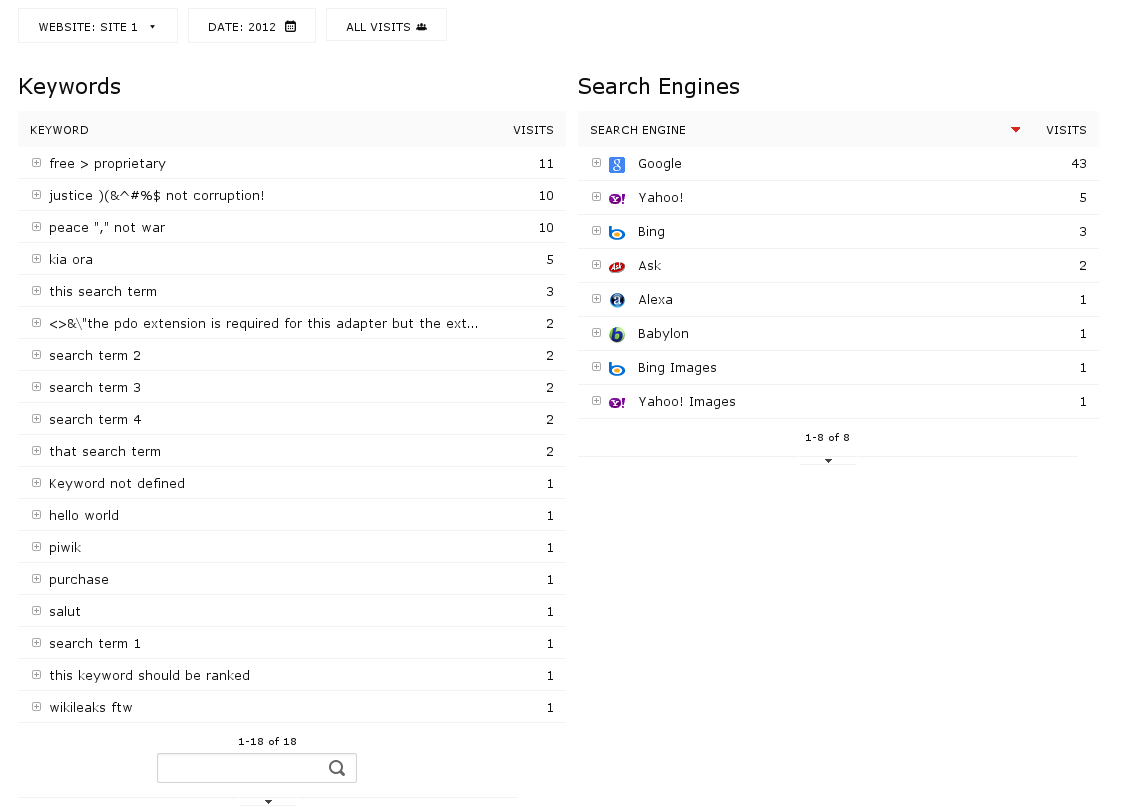 WEBSITE: SITE 1
DATE: 2012
ALL VISITS
Keywords
KEYWORD VISITS
free > proprietary 11
justice )(&^#%$ not corruption! 10
peace "," not war 10
kia ora 5
this search term 3
<>&\"the pdo extension is required for this adapter but the ext... 2
search term 2 2
search term 3 2
search term 4 2
that search term 2
Keyword not defined 1
hello world 1
piwik 1
purchase 1
salut 1
search term 1 1
this keyword should be ranked 1
wikileaks ftw 1
1-18 of 18
Search Engines
SEARCH ENGINE VISITS
Google 43
Yahoo! 5
Bing 3
Ask 2
Alexa 1
Babylon 1
Bing Images 1
Yahoo! Images 1
1-8 of 8